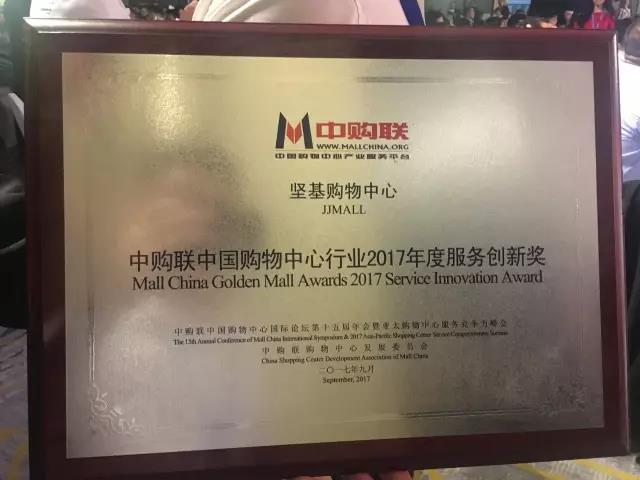 中购联
WWW.MALLCHINA.ORG
中国购物中心产业服务平台
坚基购物中心
JJMALL
中购联中国购物中心行业2017年度服务创新奖
Mall China Golden Mall Awards 2017 Service Innovation Award
中购联中国购物中心国际论坛第十五届年会暨亚太购物中心服务竞争力峰会
The 15th Annual Conference of Mall China International Symposium & 2017 Asia-Pacific Shopping Center Service Competitiveness Summit
中购联购物中心发展委员会
China Shopping Center Development Association of Mall China
二〇一七年九月
September, 2017